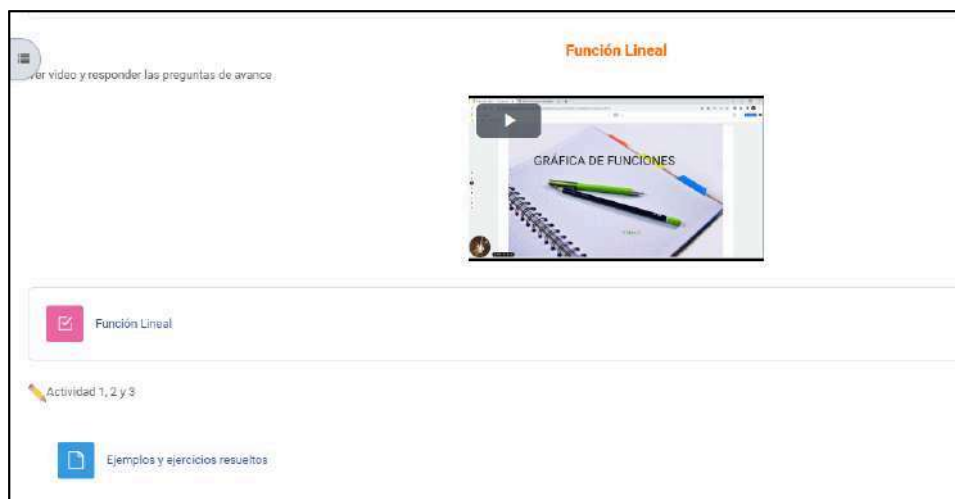 Función Lineal
ver video y responder las preguntas de avance
GRÁFICA DE FUNCIONES
Función Lineal
Actividad 1, 2 y 3
Ejemplos y ejercicios resueltos